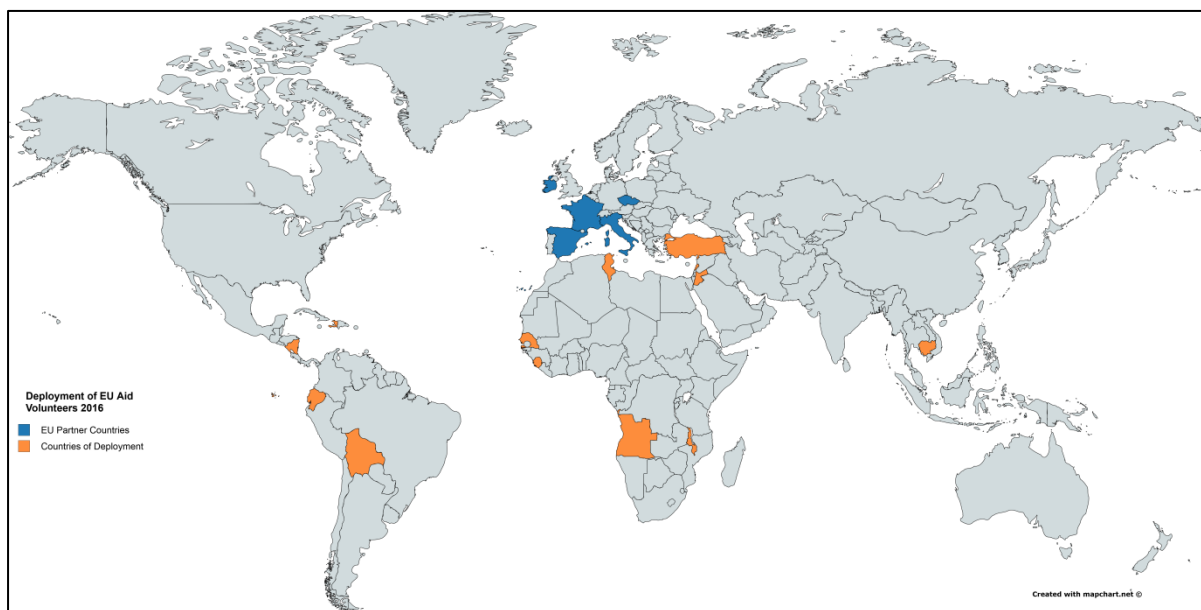 Deployment of EU Aid
Volunteers 2016
EU Partner Countries
Countries of Deployment
Created with mapchart.net ©